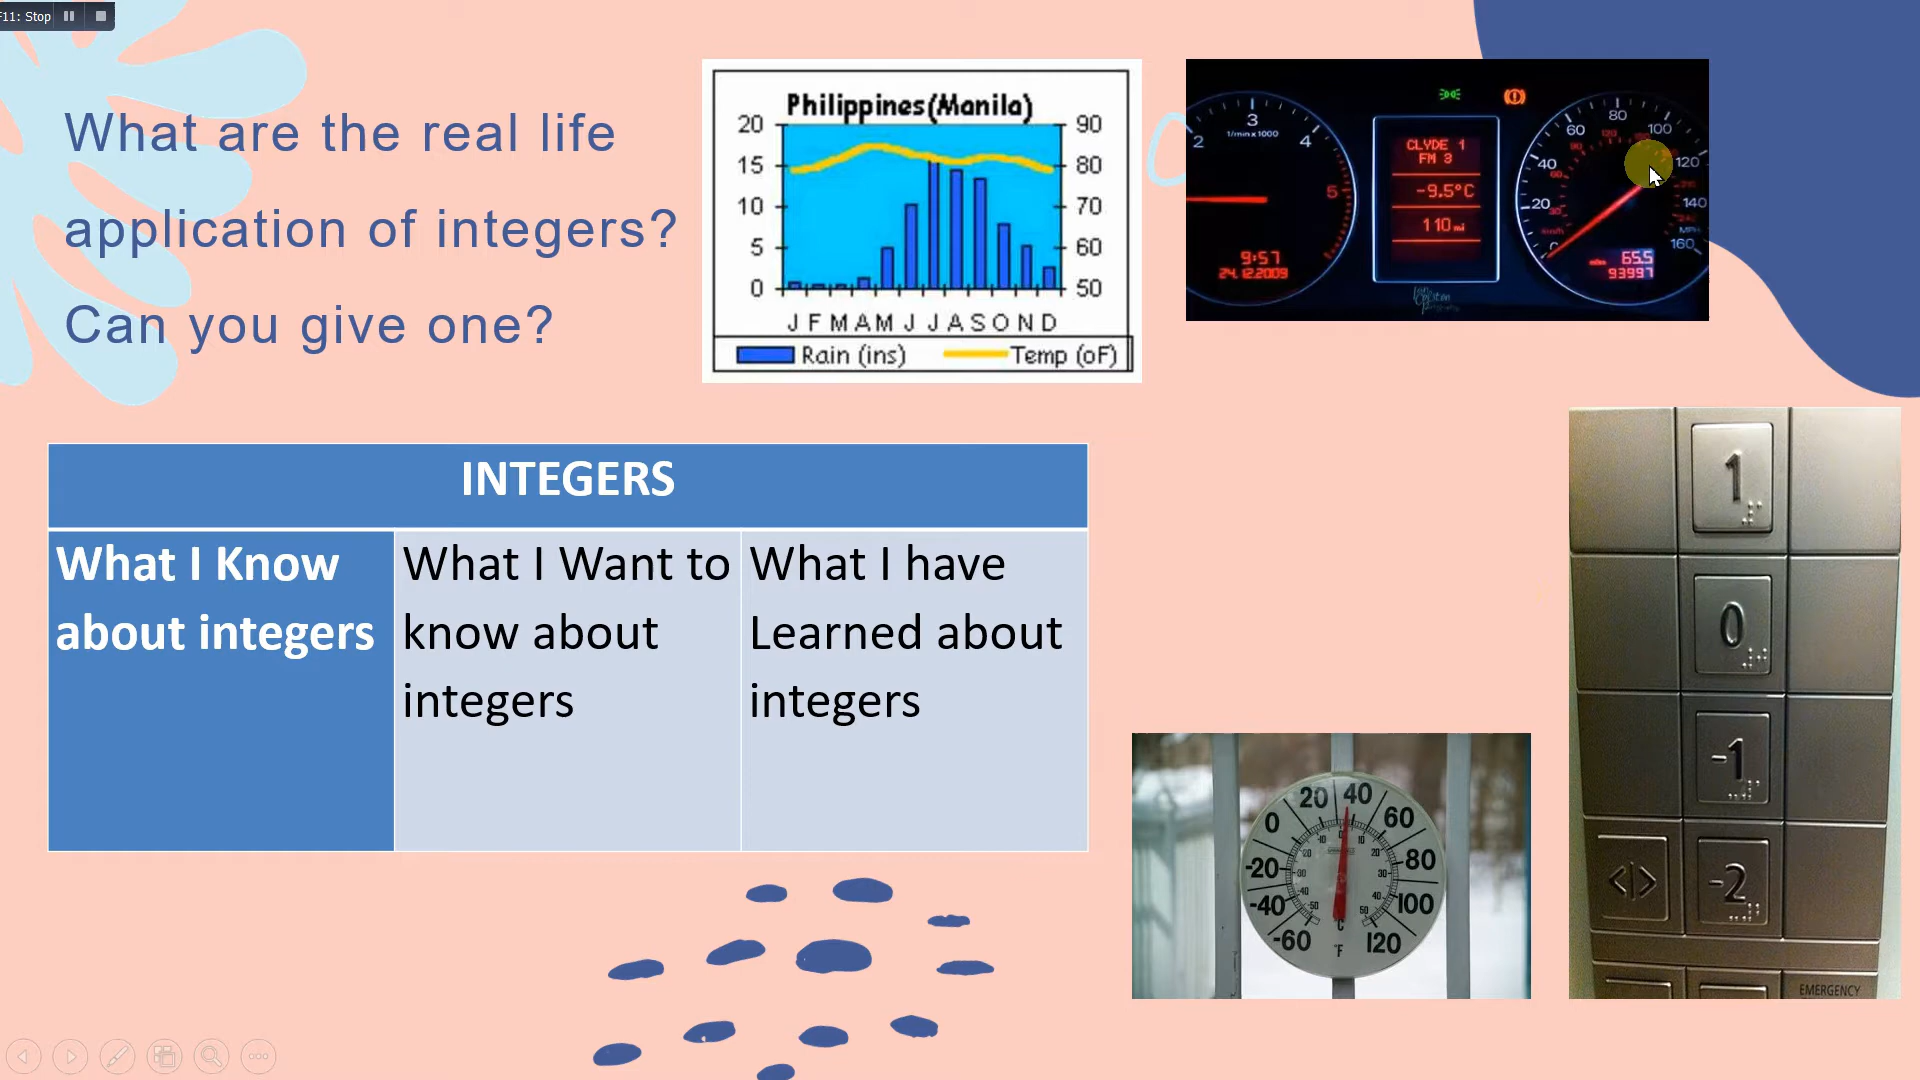 F11: Stop
What are the real life
application of integers?
Can you give one?
Philippines(Manila)
20
15
10
5
0
90
80
70
60
50
J F M A M J J A S O N D
Rain (ins)
Temp (oF)
2
3
4
5
1/min x 1000
9:57
24.12.2009
CLYDE 1
FM 3
-9.5°C
110 mi
20
40
60
80
100
120
140
160
MPH
km/h
655
93997
INTEGERS
What I Know
about integers
What I Want to
know about
integers
What I have
Learned about
integers
-60
-40
-20
0
20
40
60
80
100
120
°C
°F
1
0
-1
<|> -2
EMERGENCY